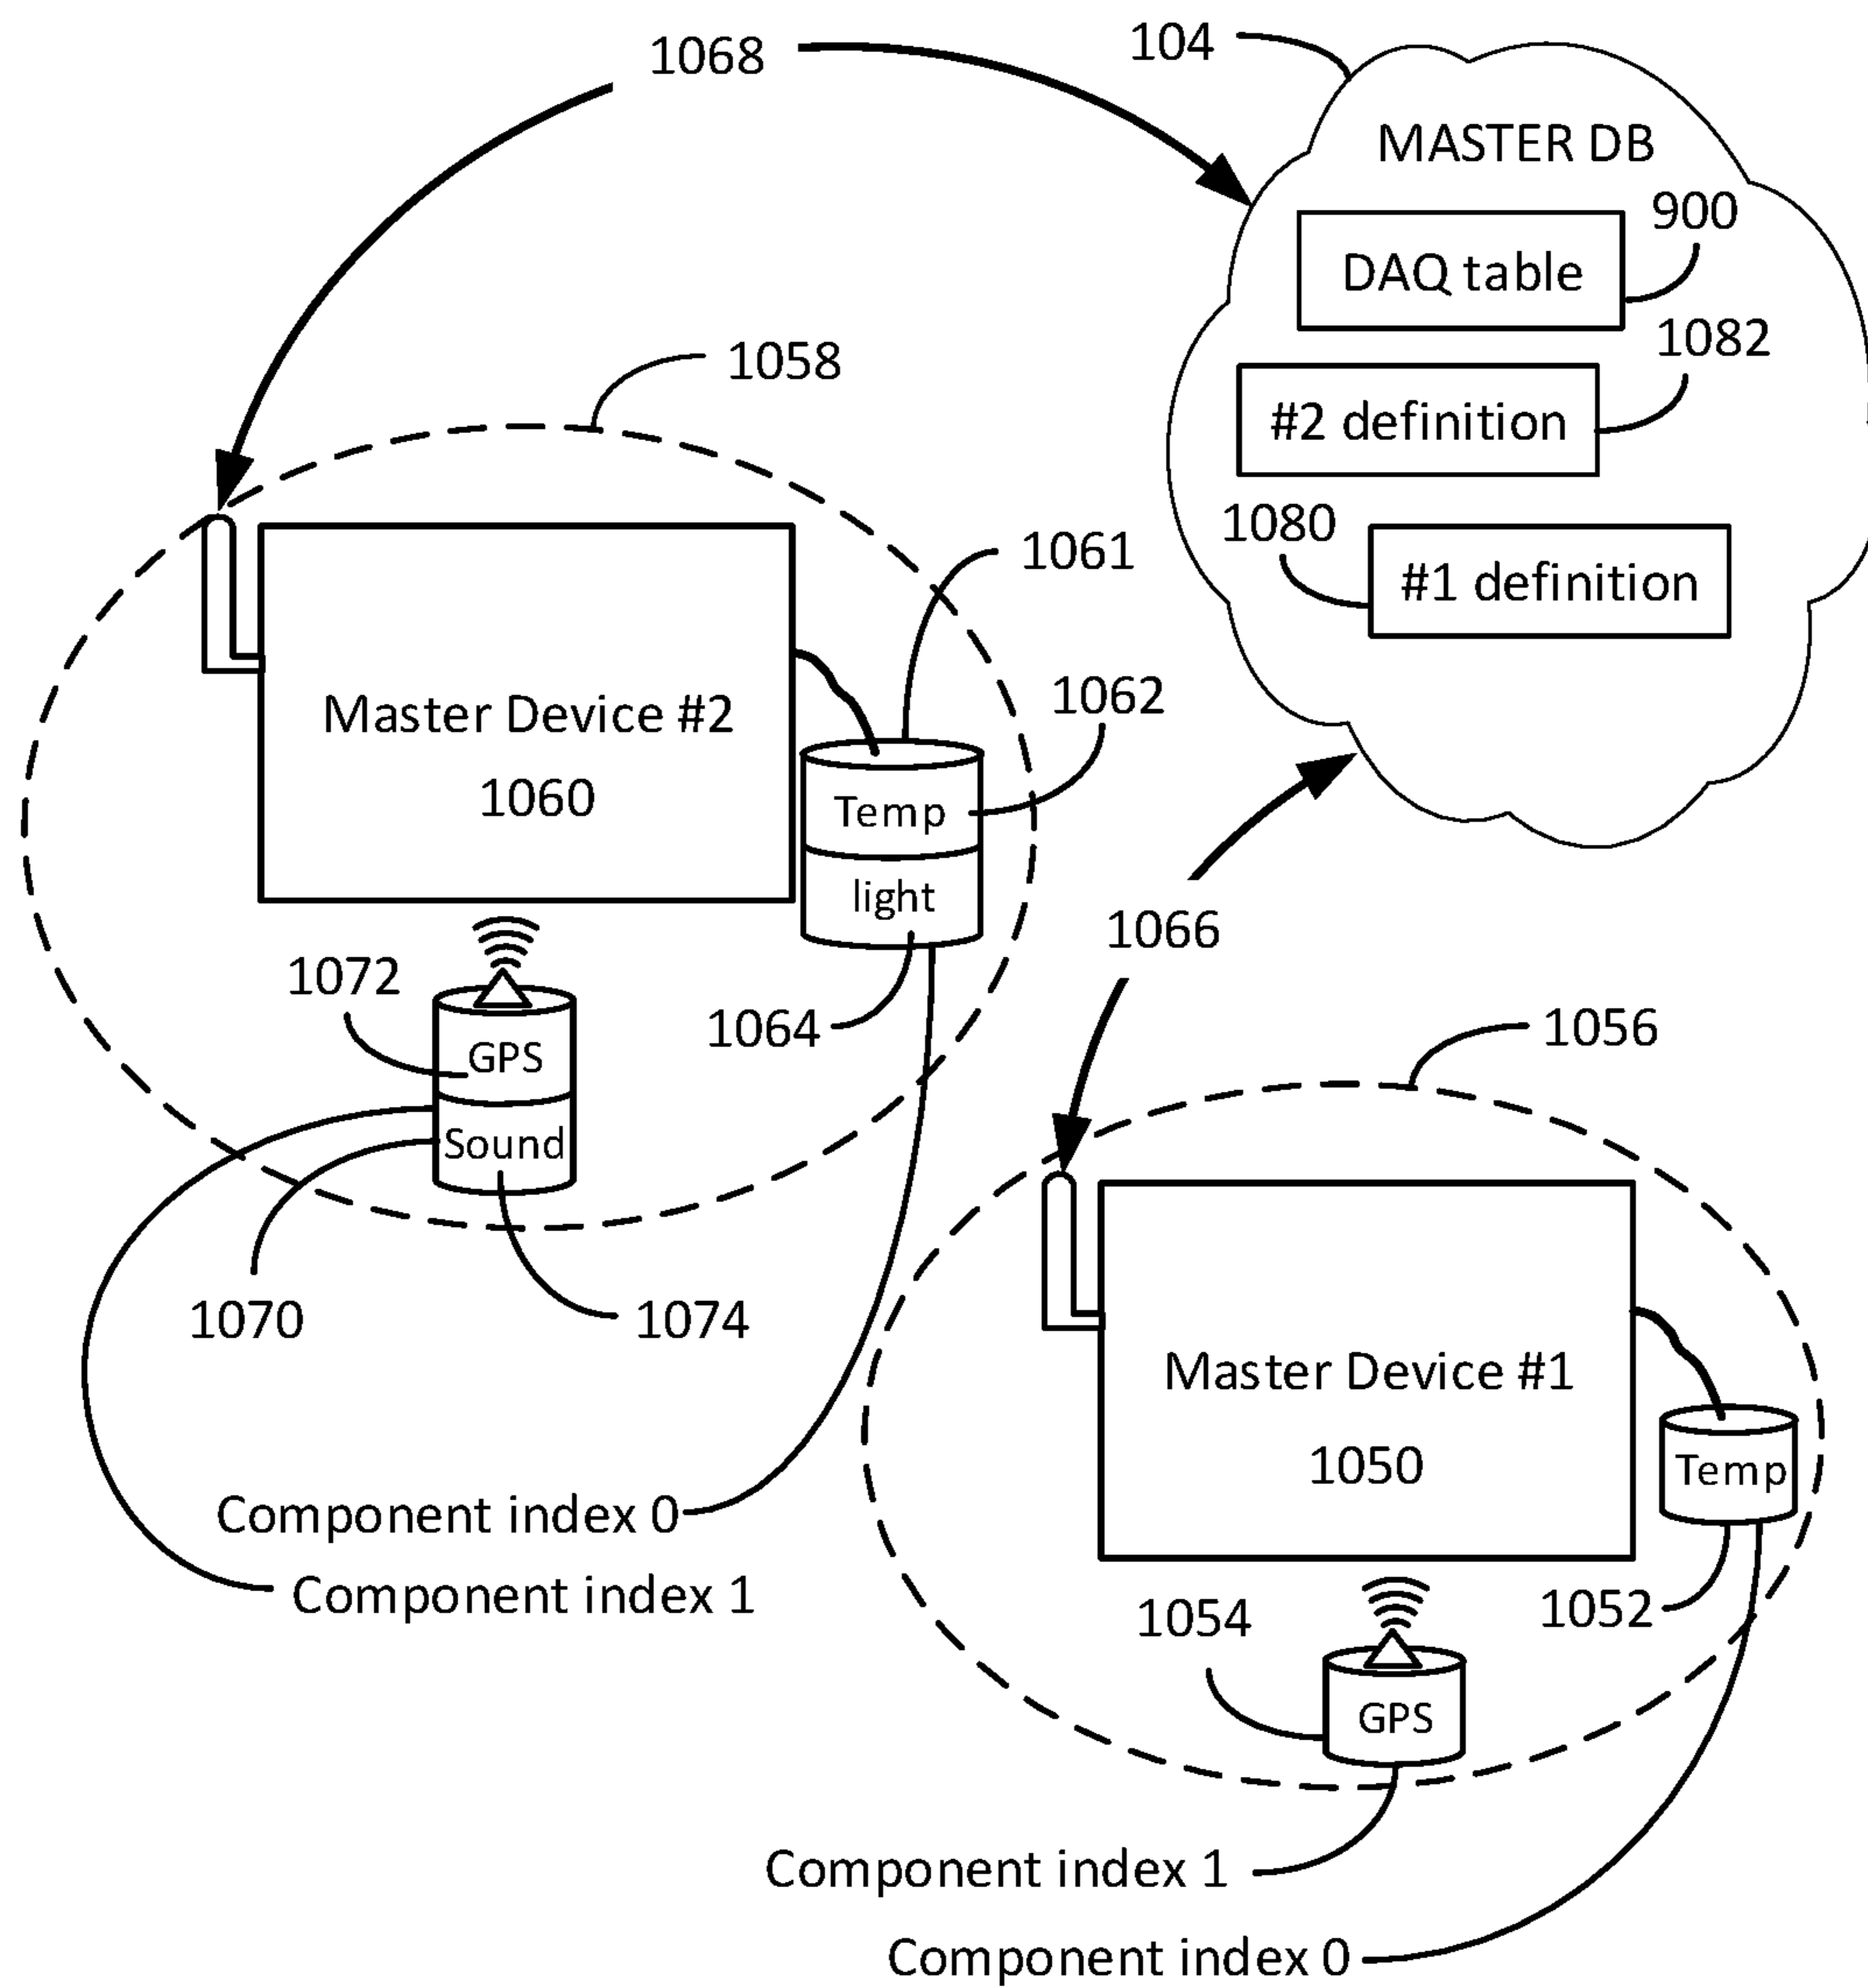 1068
104
MASTER DB
900
DAQ table
1082
#2 definition
1080
#1 definition
1058
1061
1062
Master Device #2
1060
Temp
light
1066
1072
1064
GPS
Sound
1056
1070
1074
Master Device #1
1050
Temp
Component index 0
Component index 1
1054
1052
GPS
Component index 1
Component index 0